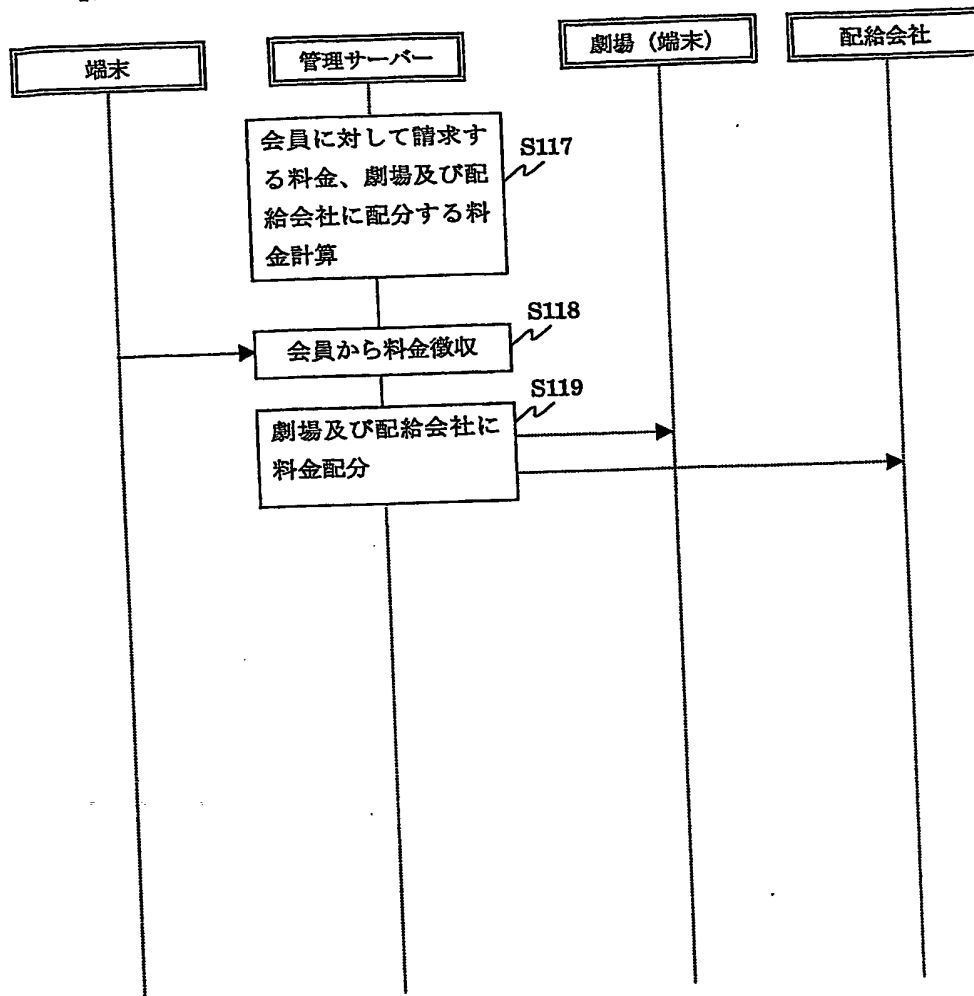 端末
管理サーバー
劇場（端末）
配給会社
会員に対して請求す
る料金、劇場及び配
給会社に配分する料
金計算
S117
会員から料金徴収
S118
劇場及び配給会社に
料金配分
S119